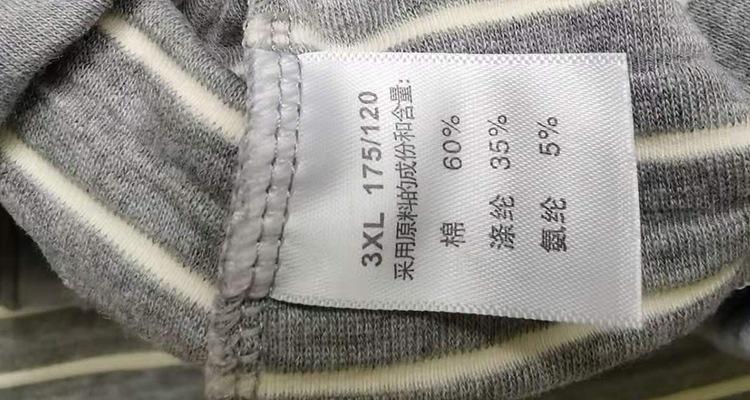 3XL 175/120
采用原料的成份和含量:
棉 60%
涤纶 35%
氨纶 5%